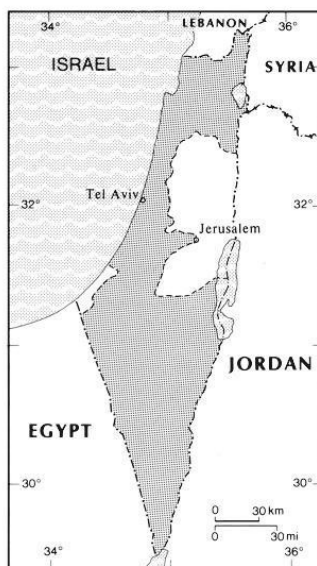 34°
LEBANON
36°
ISRAEL
SYRIA
32°
Tel Aviv
32°
Jerusalem
JORDAN
EGYPT
30°
30°
0 30 km
0 30 mi
34°
36°